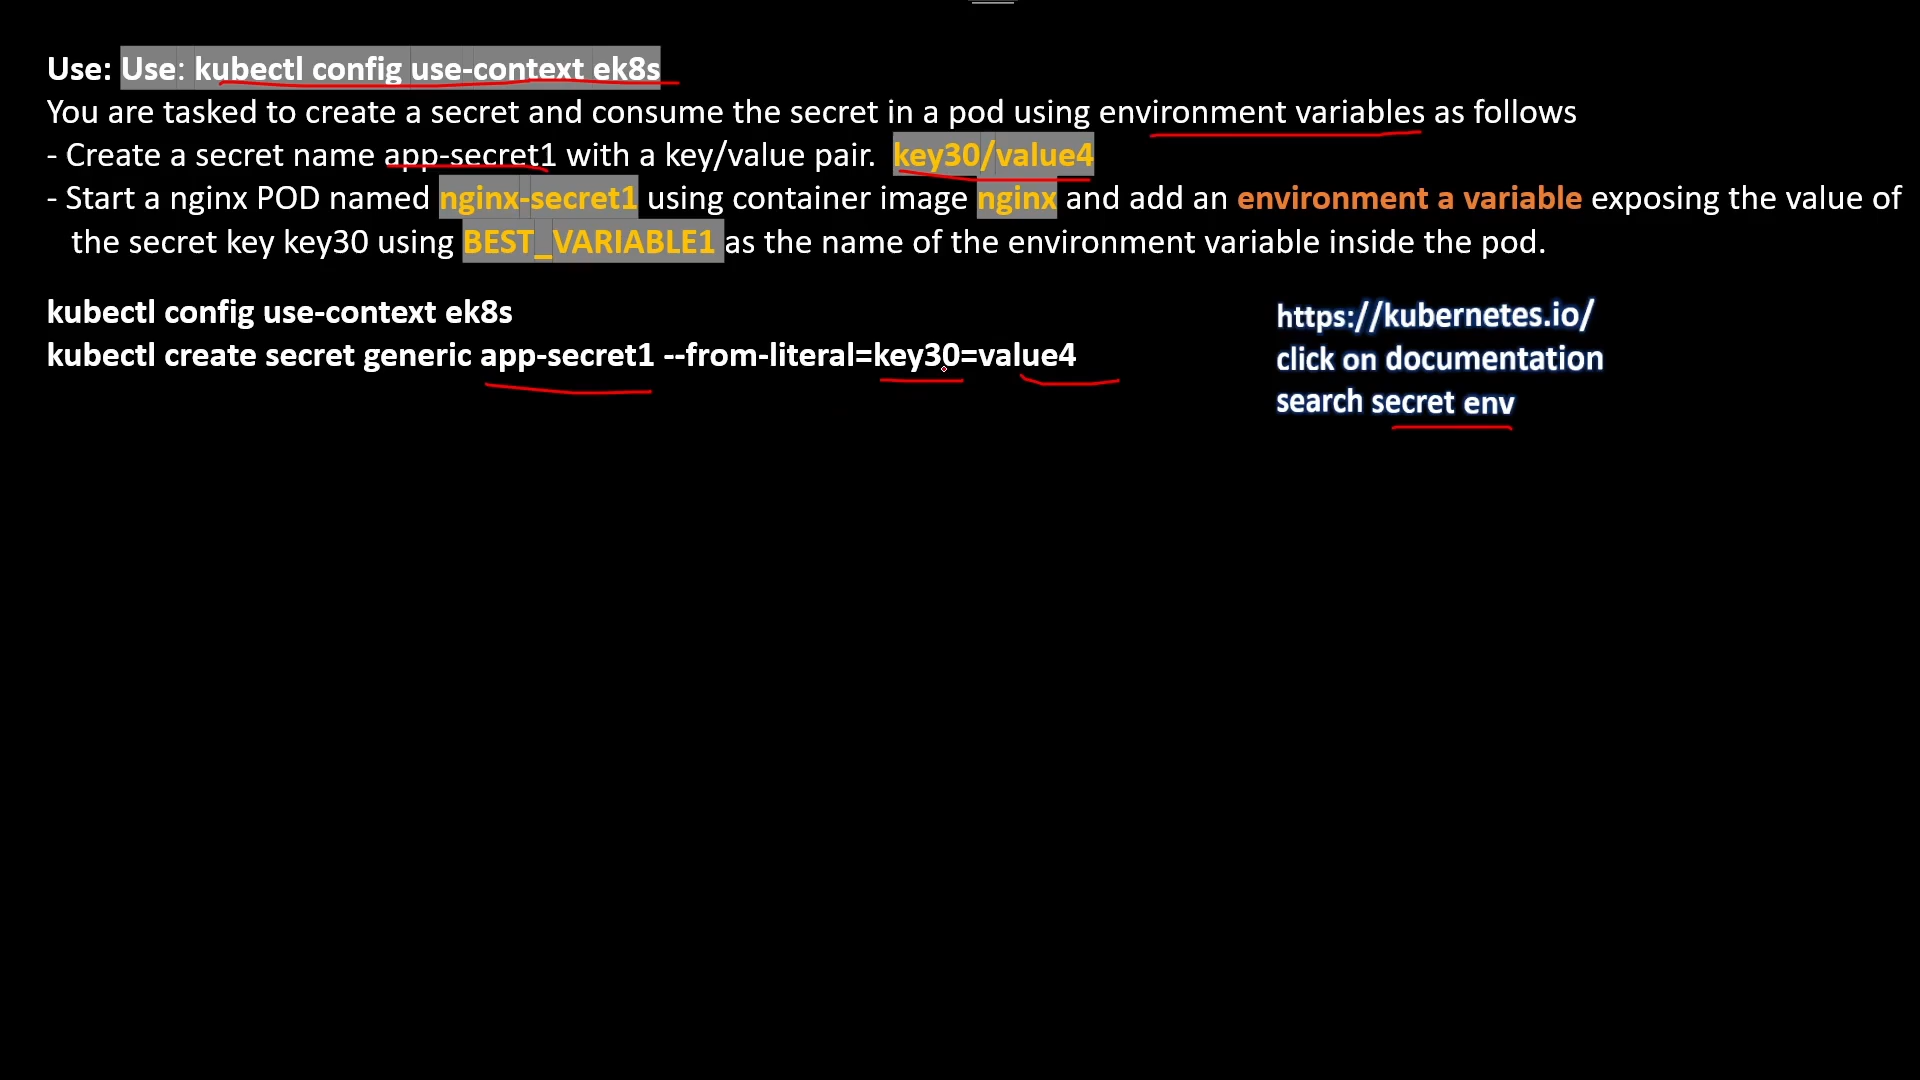 Use: Use: kubectl config use-context ek8s
You are tasked to create a secret and consume the secret in a pod using environment variables as follows
- Create a secret name app-secret1 with a key/value pair. key30/value4
- Start a nginx POD named nginx-secret1 using container image nginx and add an environment a variable exposing the value of
the secret key key30 using BEST_VARIABLE1 as the name of the environment variable inside the pod.
kubectl config use-context ek8s
kubectl create secret generic app-secret1 --from-literal=key30=value4
https://kubernetes.io/
click on documentation
search secret env